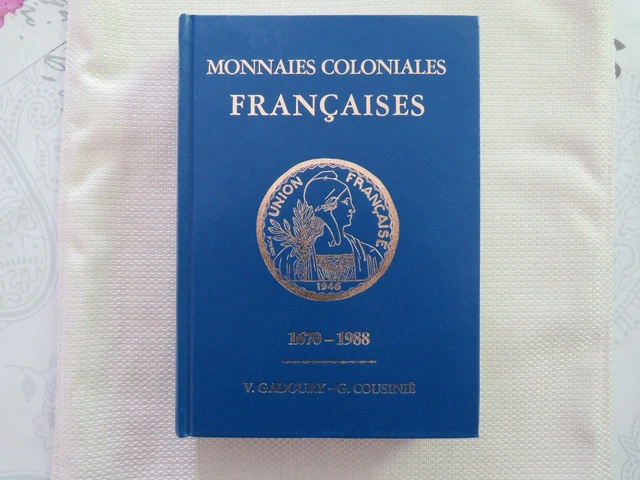 MONNAIES COLONIALES
FRANÇAISES
UNION FRANÇAISE
1946
1670 – 1988
V. GADOURY – G. COUSINIÉ